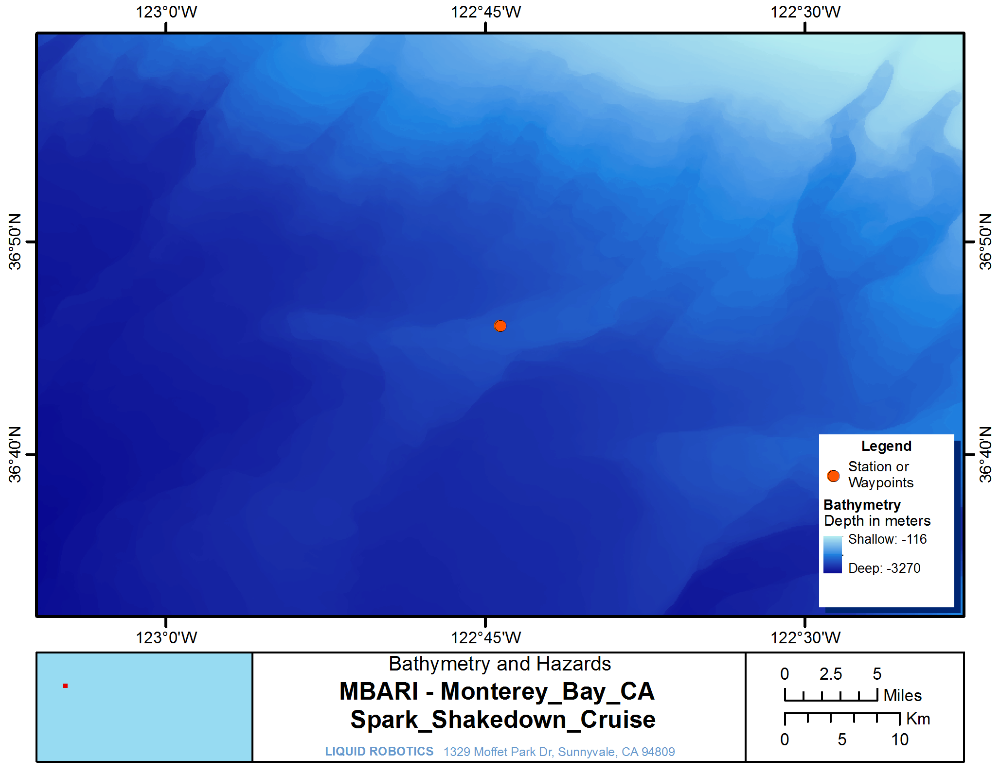 123°0'W 122°45'W 122°30'W
36°50'N 36°50'N
36°40'N 36°40'N
Legend
Station or
Waypoints
Bathymetry
Depth in meters
Shallow: -116
Deep: -3270
123°0'W 122°45'W 122°30'W
Bathymetry and Hazards
MBARI - Monterey_Bay_CA
Spark_Shakedown_Cruise
LIQUID ROBOTICS 1329 Moffet Park Dr, Sunnyvale, CA 94809
0 2.5 5
Miles
Km
0 5 10